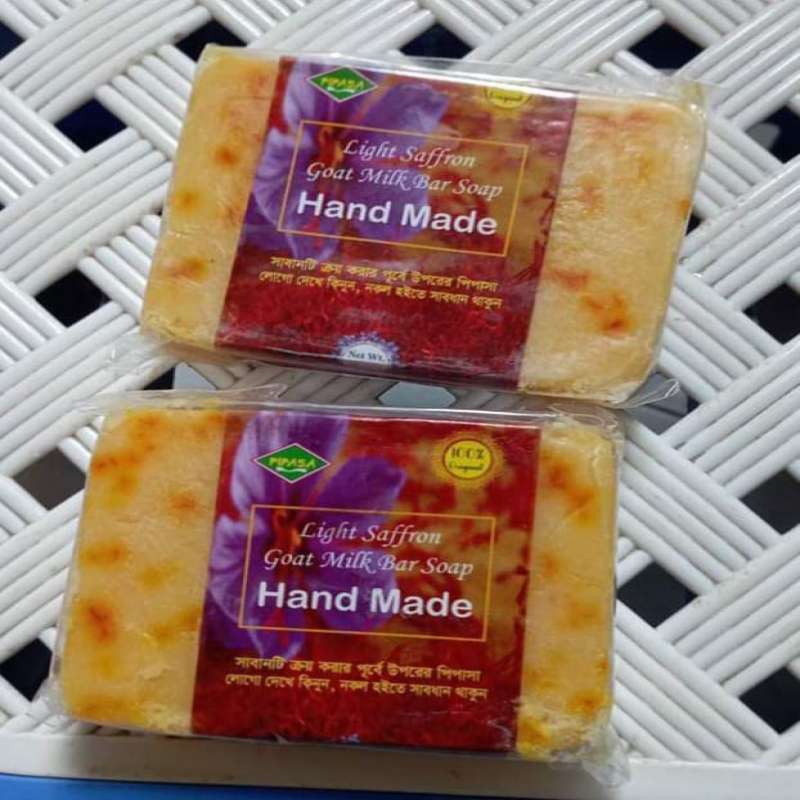 PIPASA
Original
Light Saffron
Goat Milk Bar Soap
Hand Made
সাবানটি ক্রয় করার পূর্বে উপরের পিপাসা
লোগো দেখে কিনুন, নকল হইতে সাবধান থাকুন
Net Wt.
PIPASA
100%
Original
Light Saffron
Goat Milk Bar Soap
Hand Made
সাবানটি ক্রয় করার পূর্বে উপরের পিপাসা
লোগো দেখে কিনুন, নকল হইতে সাবধান থাকুন